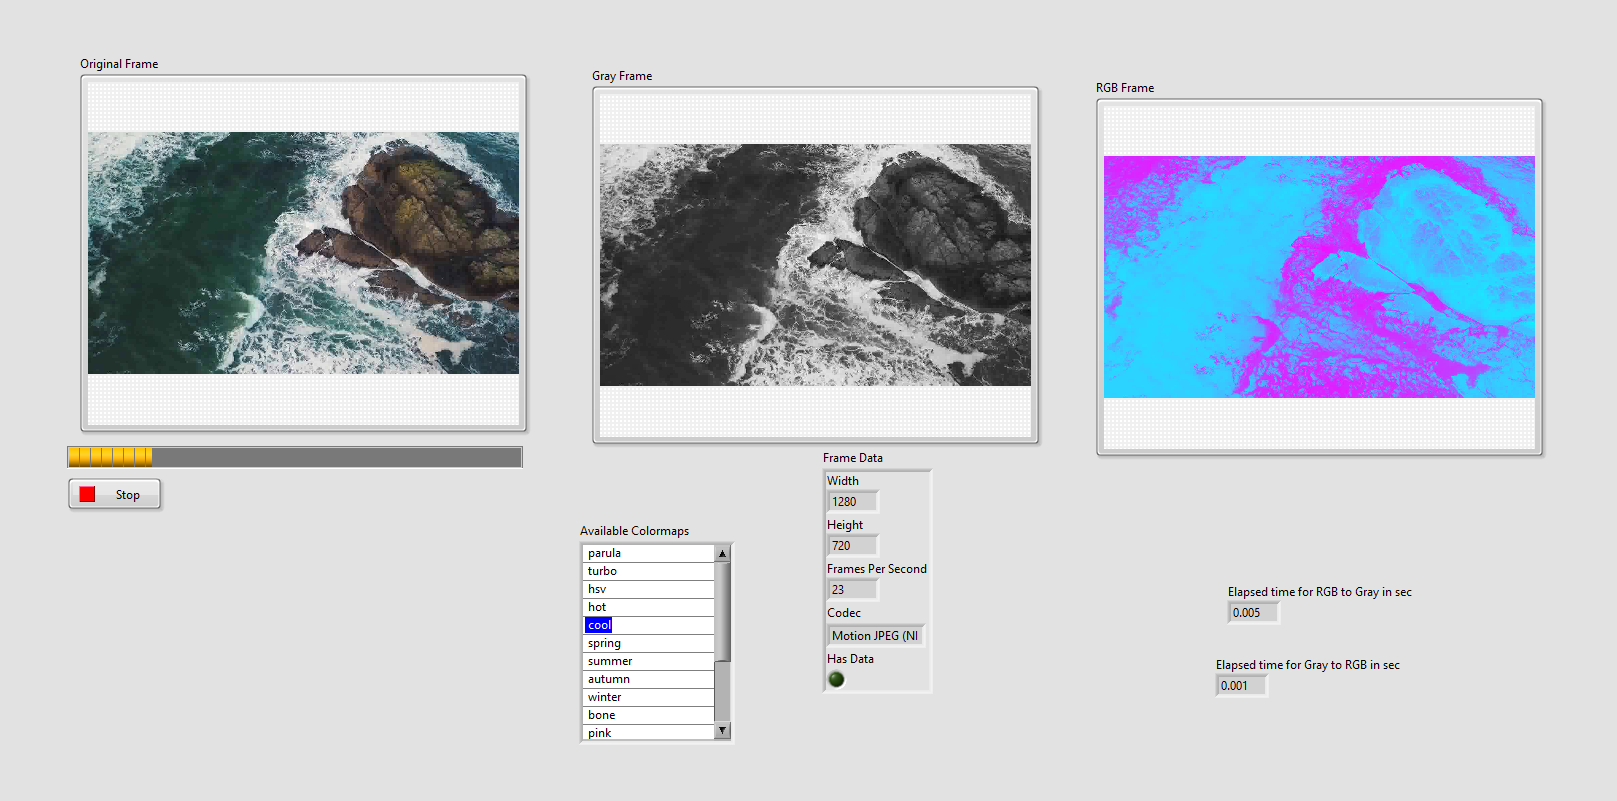 Original Frame
Gray Frame
RGB Frame
Stop
Frame Data
Width
1280
Height
720
Frames Per Second
23
Codec
Motion JPEG (NI
Has Data
Available Colormaps
parula
turbo
hsv
hot
cool
spring
summer
autumn
winter
bone
pink
Elapsed time for RGB to Gray in sec
0.005
Elapsed time for Gray to RGB in sec
0.001